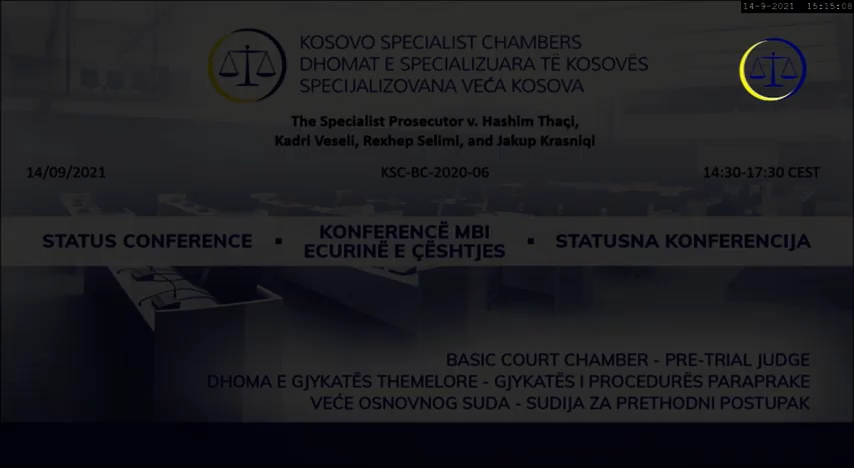 14-9-2021 15:15:08
KOSOVO SPECIALIST CHAMBERS
DHOMAT E SPECIALIZUARA TË KOSOVËS
SPECIJALIZOVANA VEĆA KOSOVA
The Specialist Prosecutor v. Hashim Thaçi,
Kadri Veseli, Rexhep Selimi, and Jakup Krasniqi
14/09/2021 KSC-BC-2020-06 14:30-17:30 CEST
STATUS CONFERENCE ▪ KONFERENCË MBI
ECURINË E ÇËSHTJES ▪ STATUSNA KONFERENCIJA
BASIC COURT CHAMBER - PRE-TRIAL JUDGE
DHOMA E GJYKATËS THEMELORE - GJYKATËS I PROCEDURËS PARAPRAKE
VEĆE OSNOVNOG SUDA - SUDIJA ZA PRETHODNI POSTUPAK